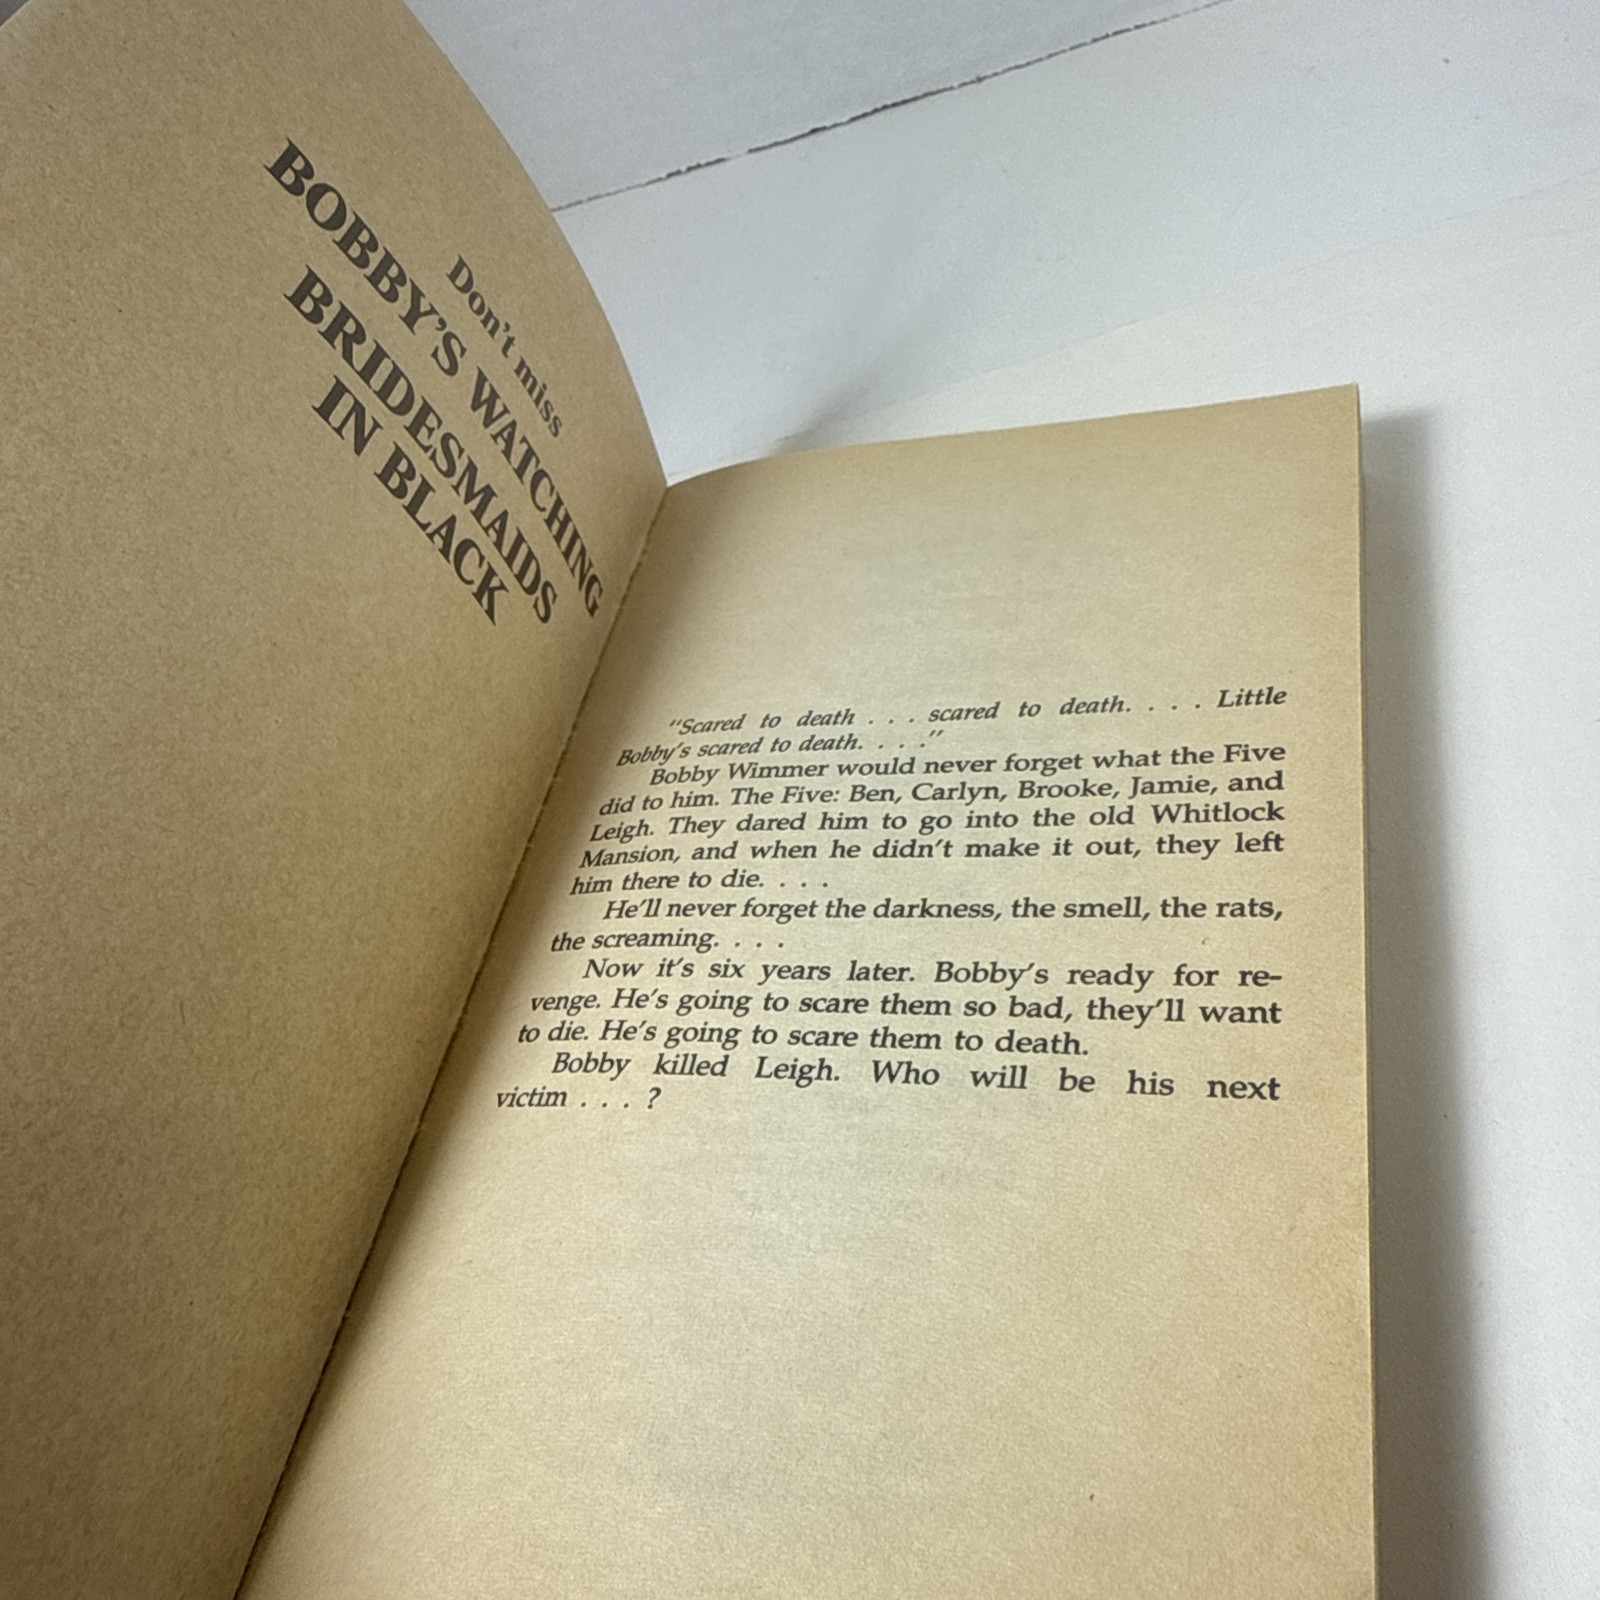 Don't miss
BOBBY'S WATCHING
BRIDESMAIDS
IN BLACK
"Scared to death . . . scared to death. . . . Little
Bobby's scared to death. . . ."
Bobby Wimmer would never forget what the Five
did to him. The Five: Ben, Carlyn, Brooke, Jamie, and
Leigh. They dared him to go into the old Whitlock
Mansion, and when he didn't make it out, they left
him there to die. . . .
He'll never forget the darkness, the smell, the rats,
the screaming. . . .
Now it's six years later. Bobby's ready for re-
venge. He's going to scare them so bad, they'll want
to die. He's going to scare them to death.
Bobby killed Leigh. Who will be his next
victim . . . ?